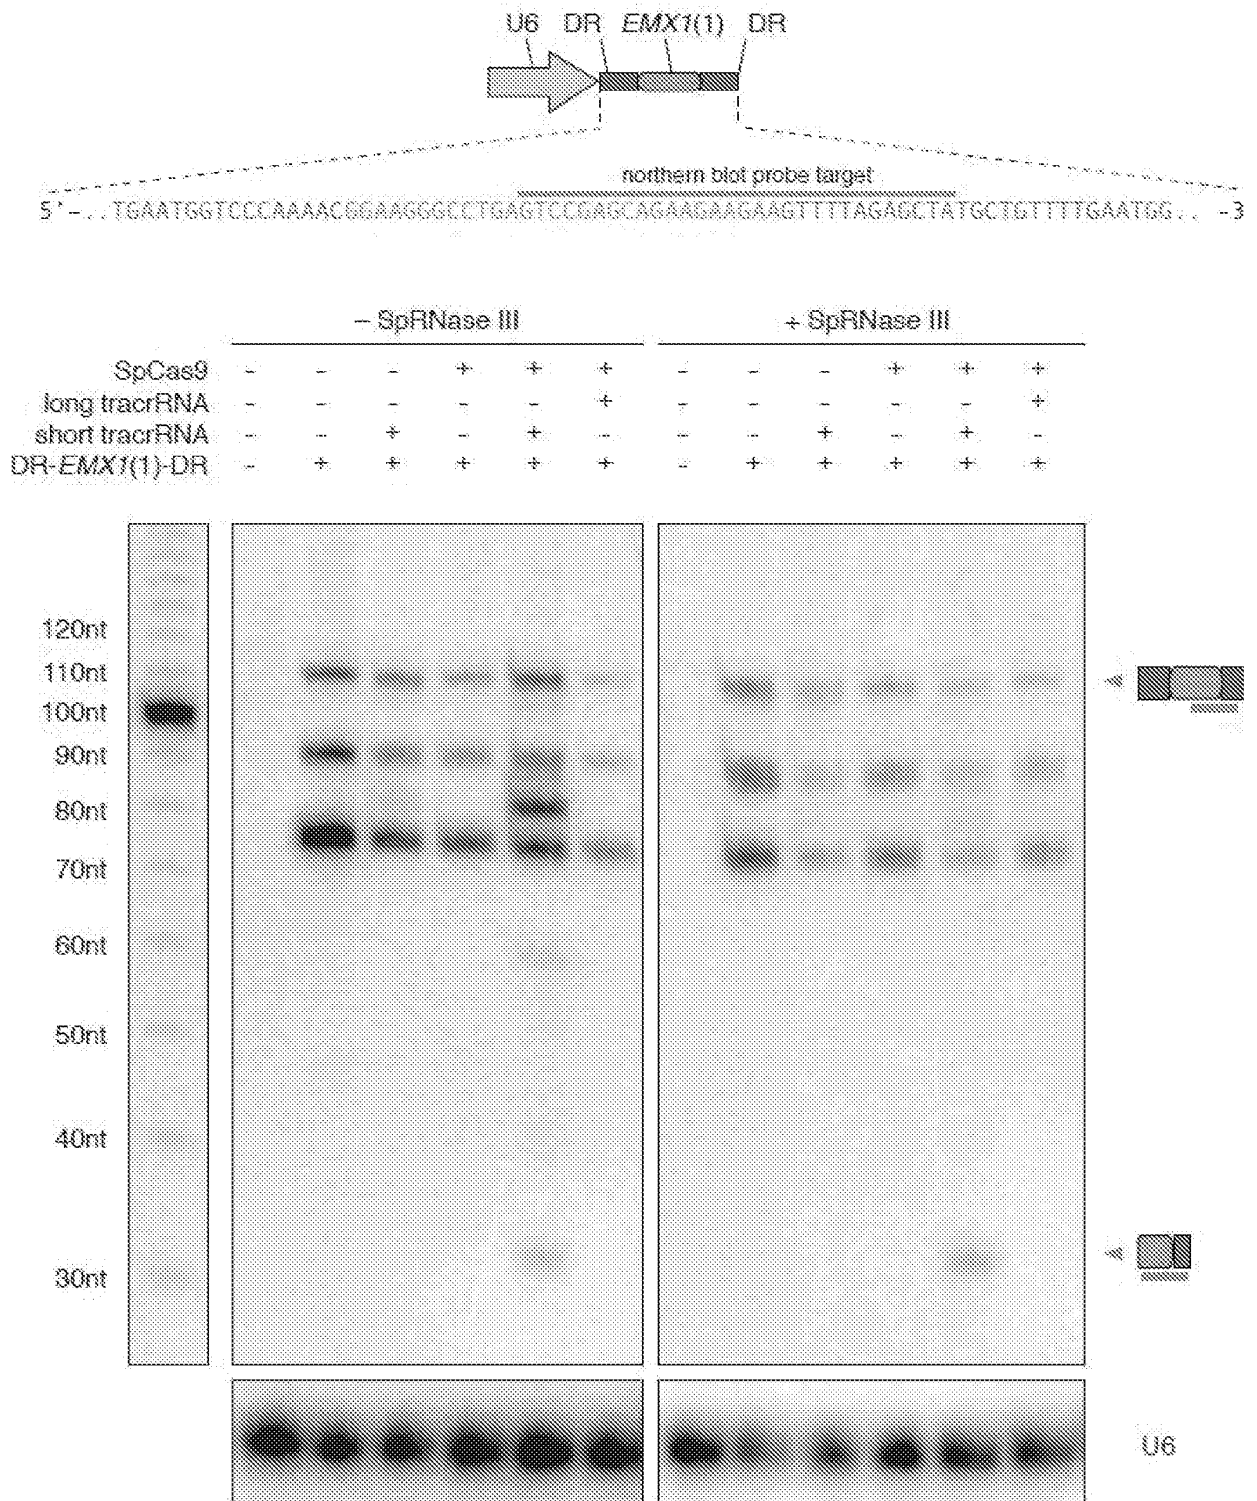 U6 DR EMX1(1) DR
northern blot probe target
5'-..TGAATGGTCCCAAAACGGAAGGGCCTGAGTCCGAGCAGAAGAAGAAGTTTTAGAGCTATGCTGTTTTGAATGG.. -3
– SpRNase III + SpRNase III
SpCas9 - - - + + + - - - + + +
long tracrRNA - - - - - + - - - - - +
short tracrRNA - - + - + - - - + - + -
DR-EMX1(1)-DR - + + + + + - + + + + +
120nt
110nt
100nt
90nt
80nt
70nt
60nt
50nt
40nt
30nt
U6